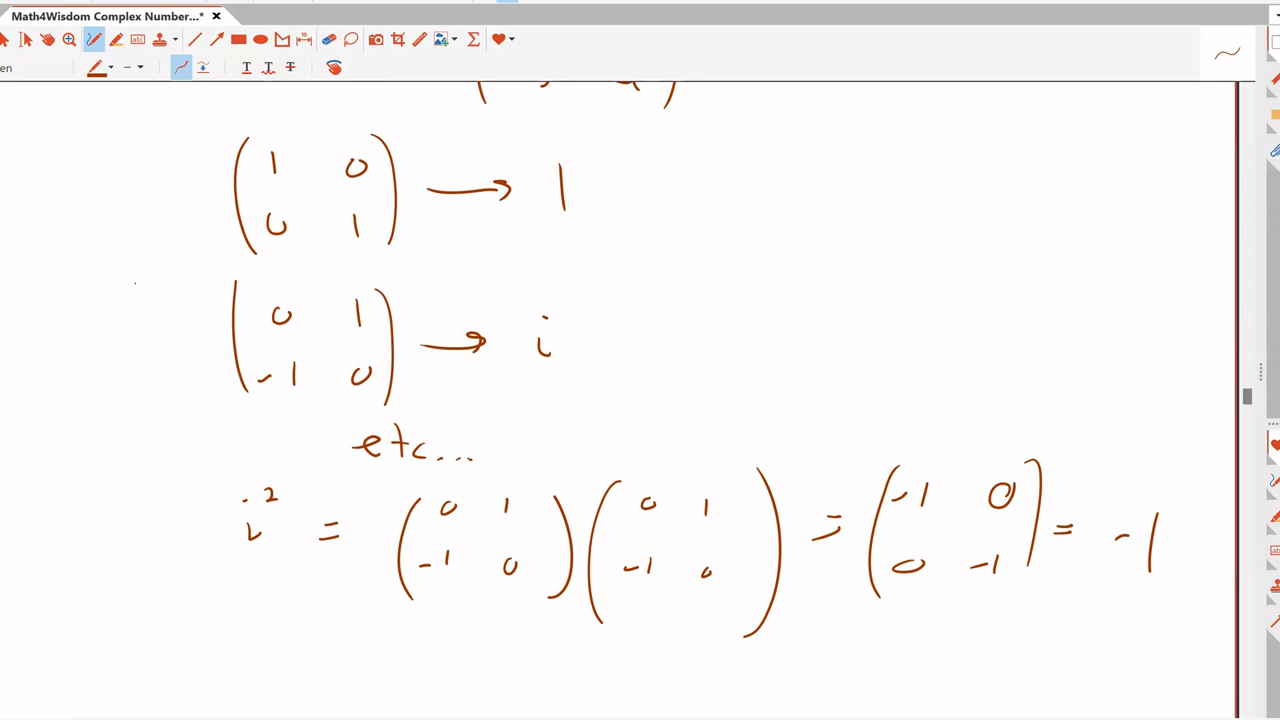 Math4Wisdom Complex Number...*
en
( 1 0
0 1 ) → 1
( 0 1
-1 0 ) → i
etc...
i² = ( 0 1
-1 0 ) ( 0 1
-1 0 ) = ( -1 0
0 -1 ) = -1